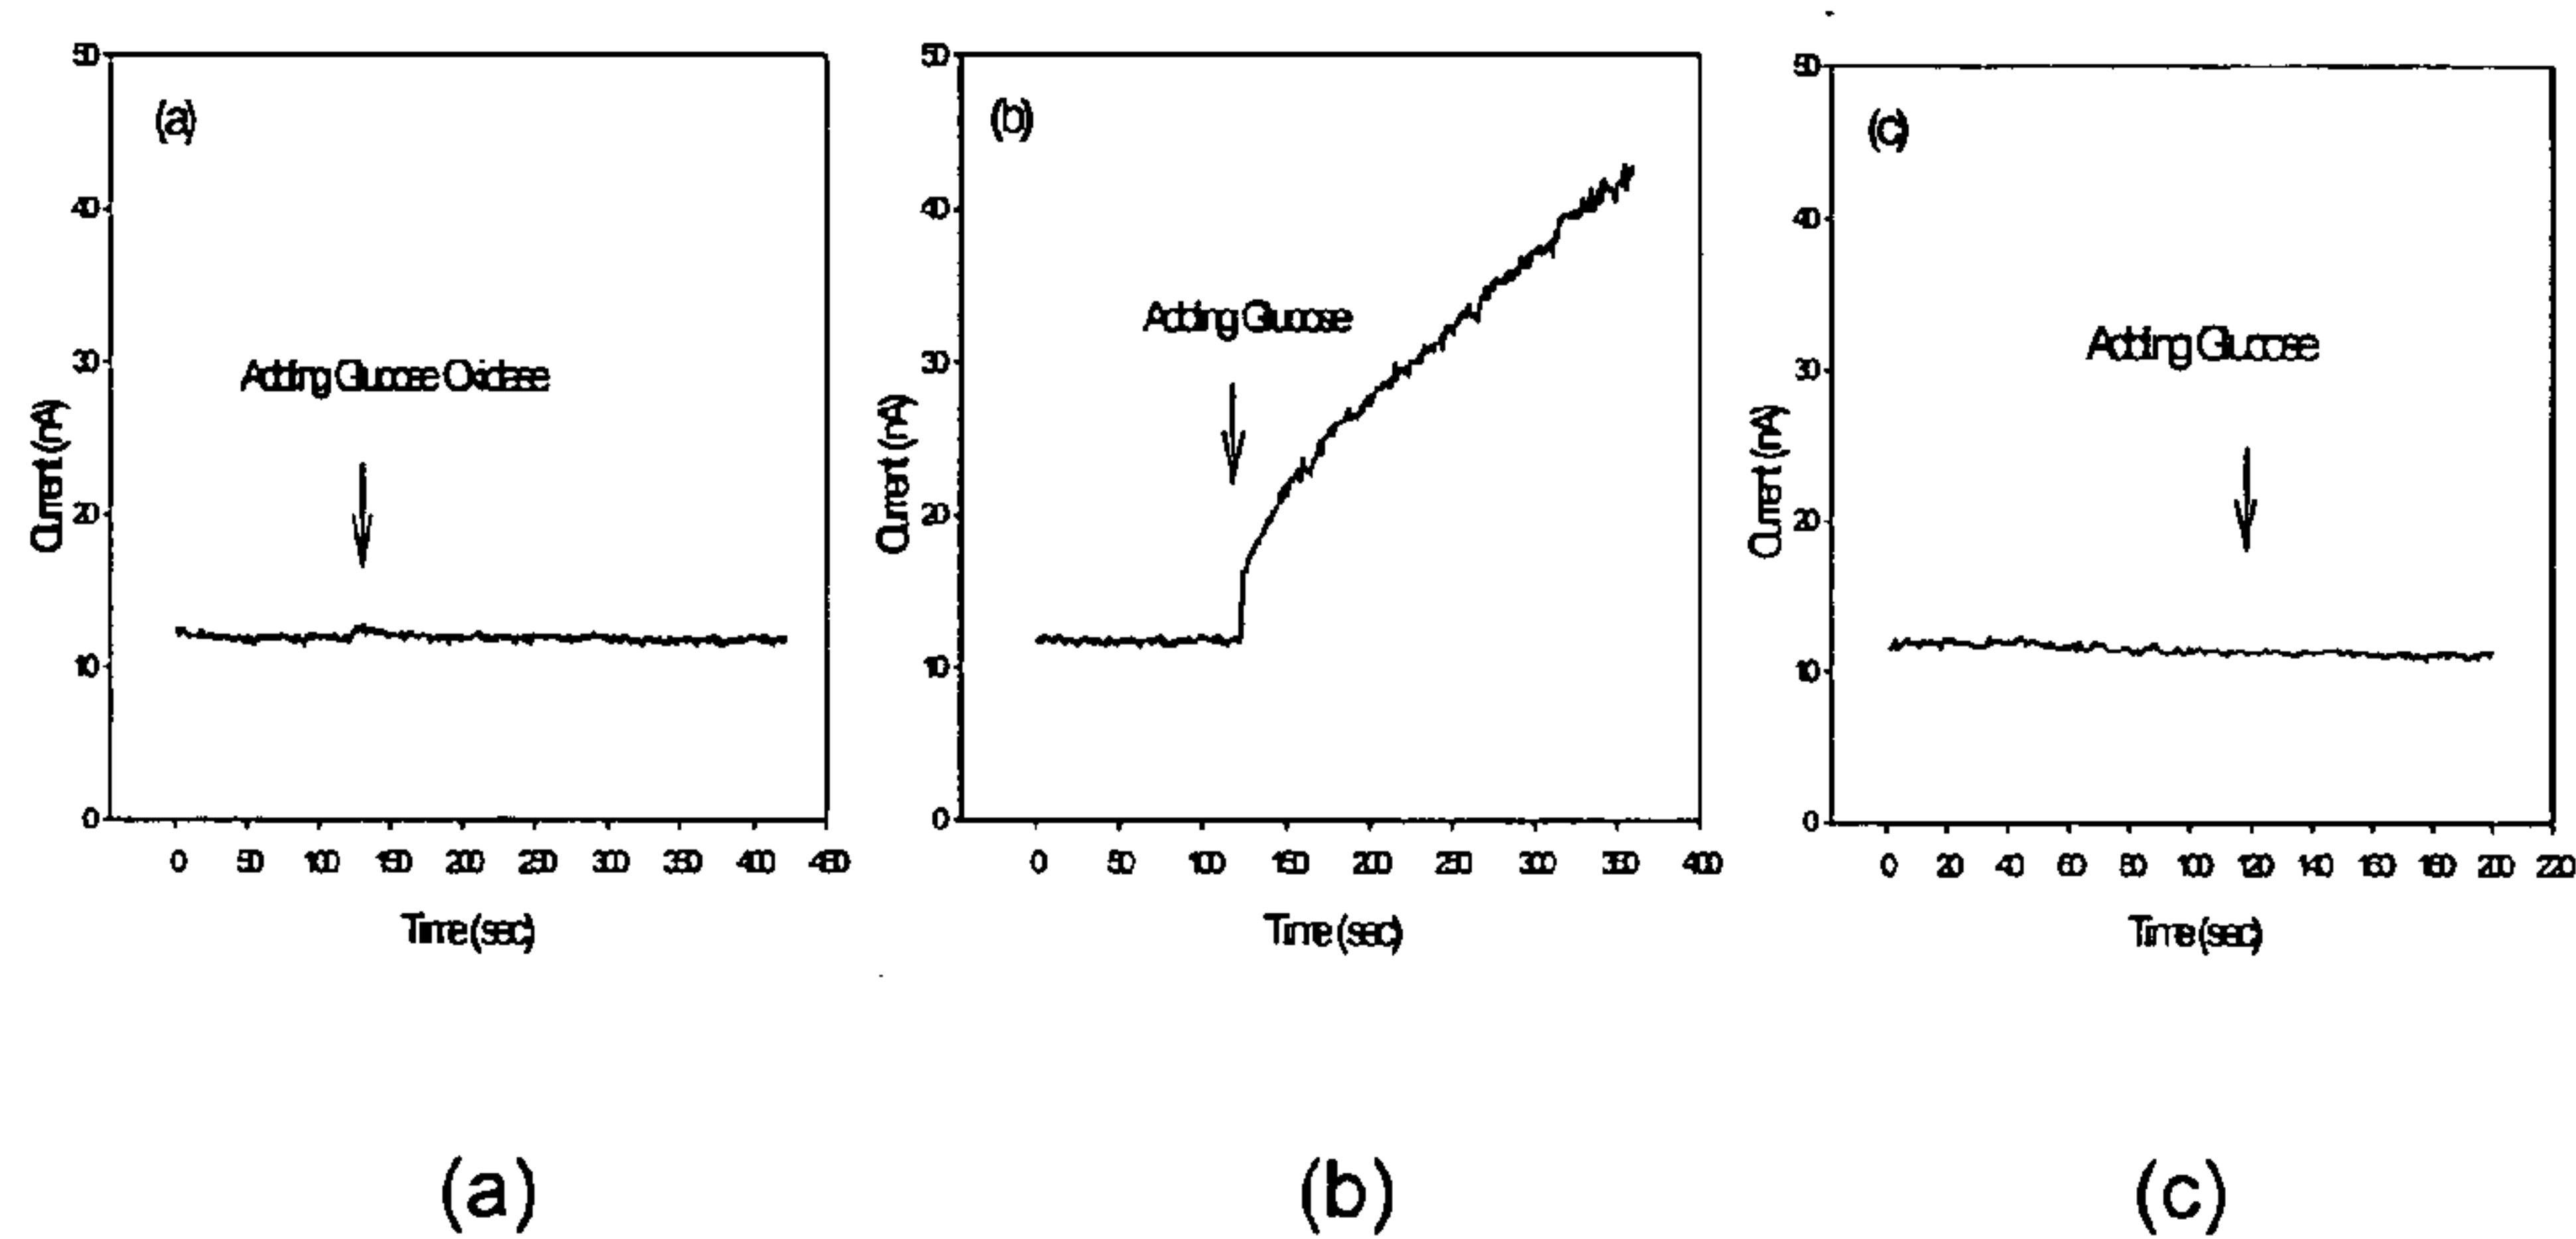 (a)
50
40
30
20
10
0
Adding Glucose Oxidase
Current (nA)
0 50 100 150 200 250 300 350 400 450
Time (sec)
(b)
50
40
30
20
10
0
Adding Glucose
Current (nA)
0 50 100 150 200 250 300 350 400
Time (sec)
(c)
50
40
30
20
10
0
Adding Glucose
Current (nA)
0 20 40 60 80 100 120 140 160 180 200 220
Time (sec)
(a) (b) (c)